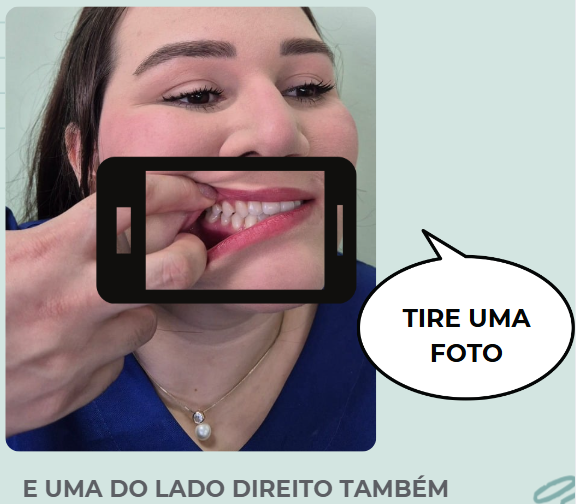 TIRE UMA
FOTO
E UMA DO LADO DIREITO TAMBÉM